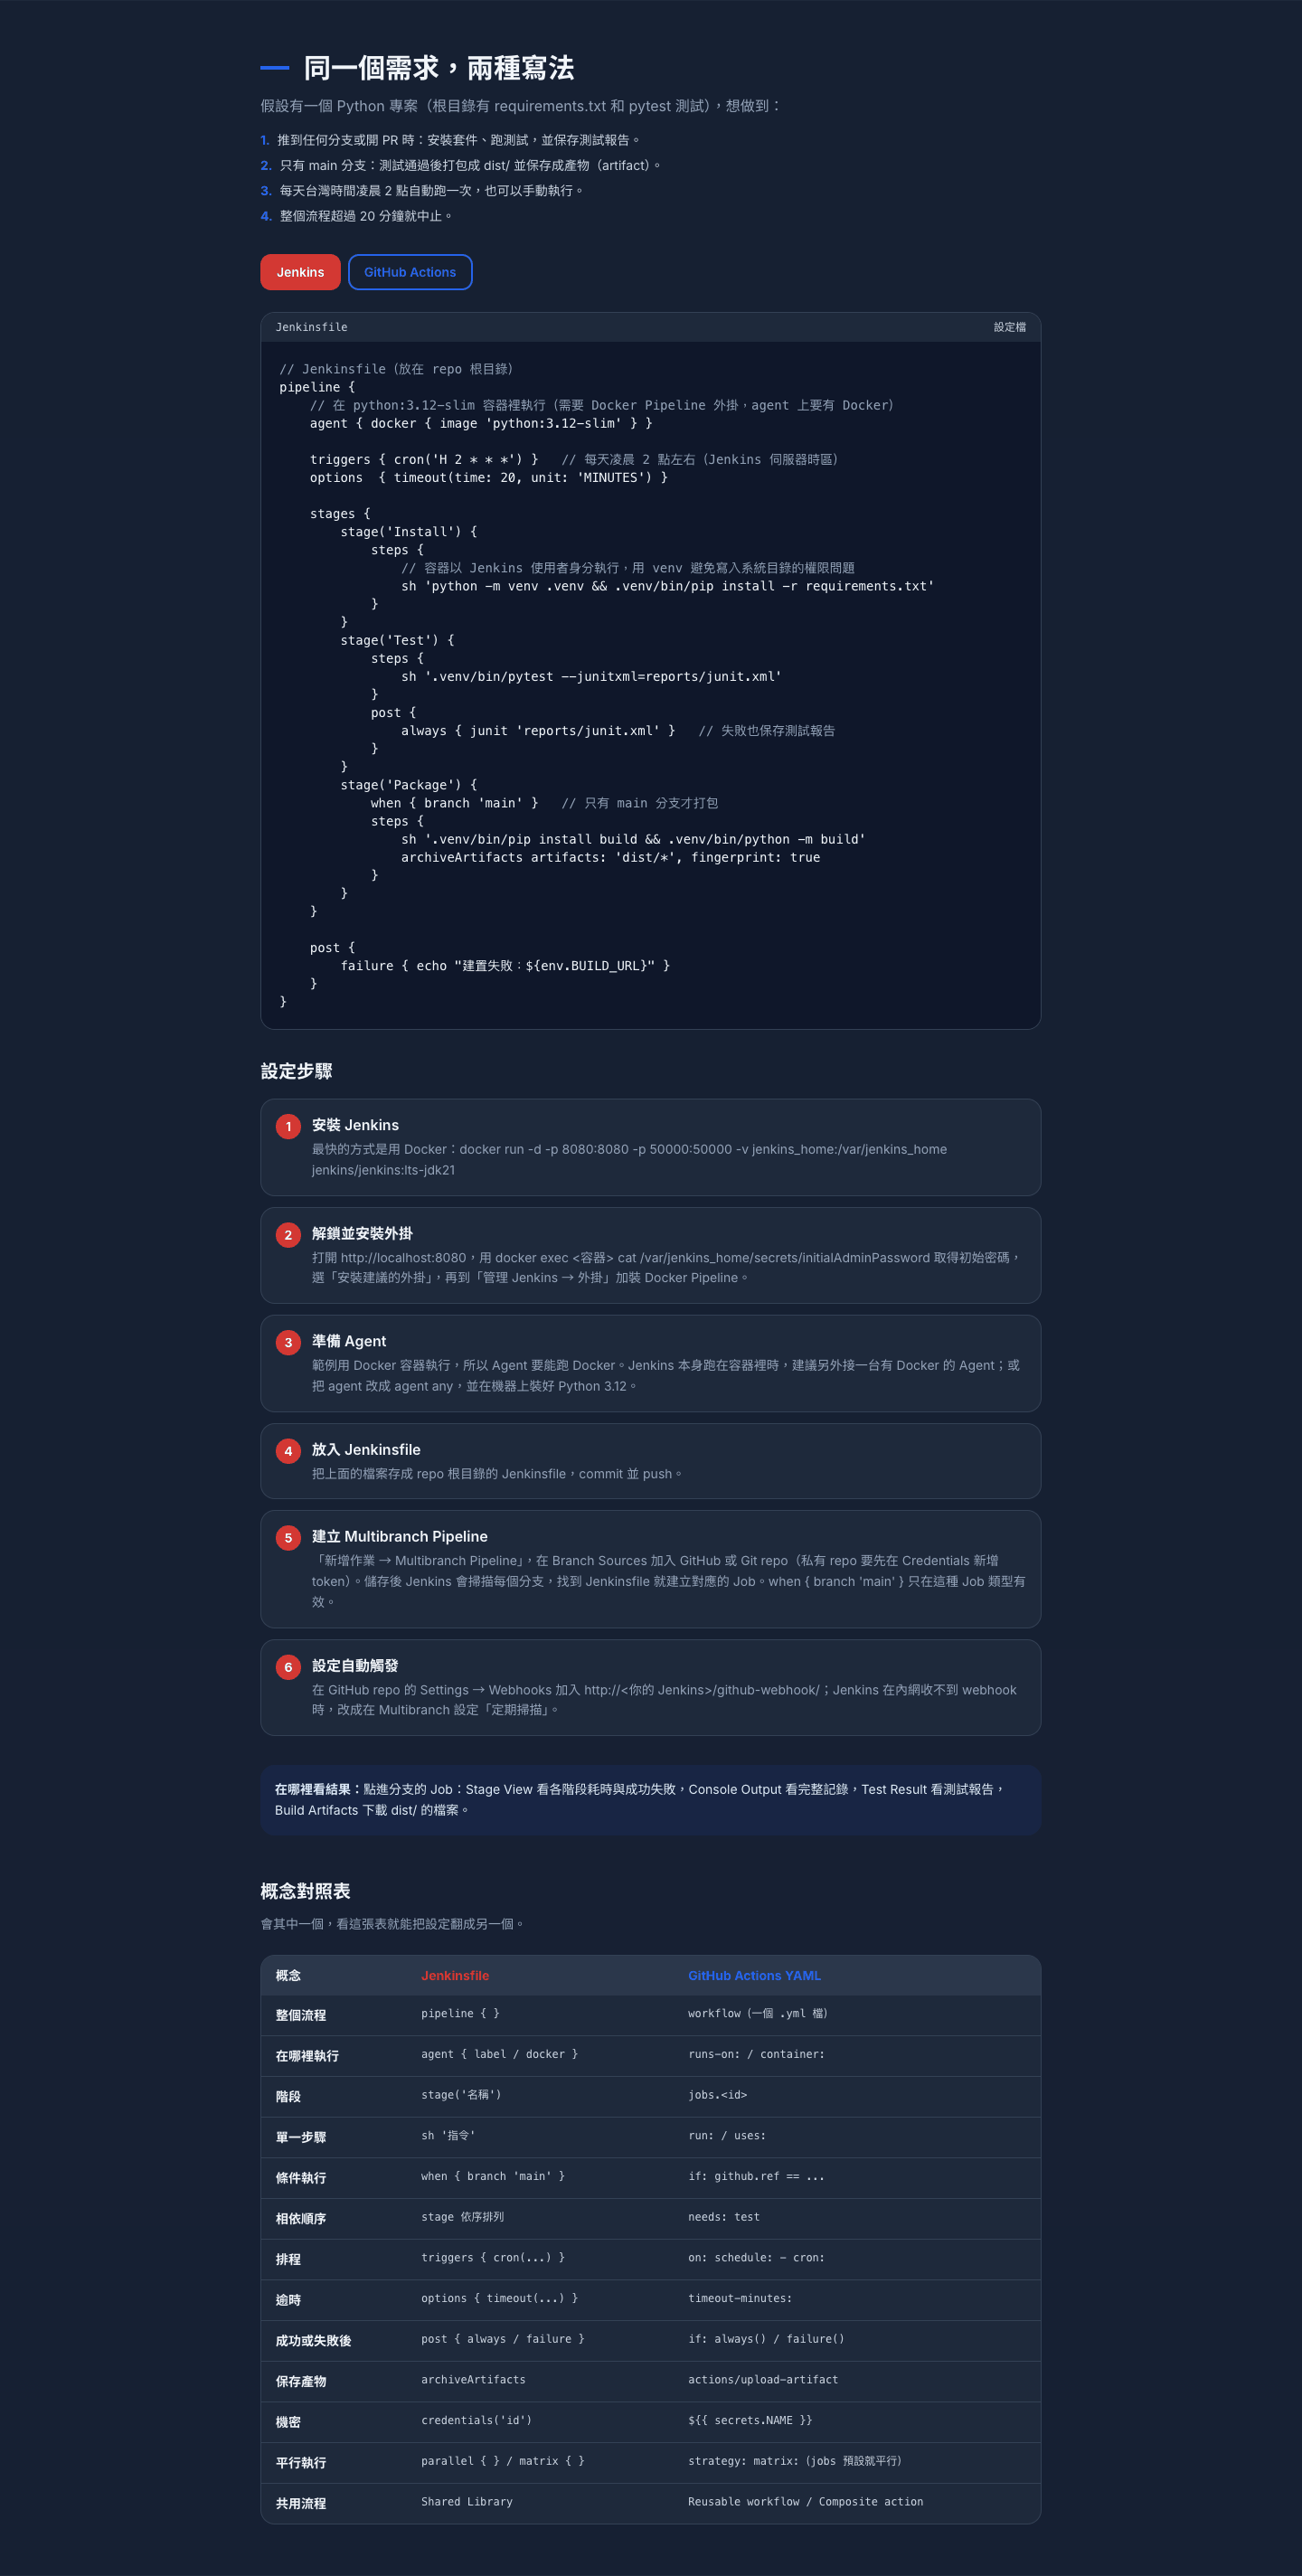 同一個需求，兩種寫法
假設有一個 Python 專案（根目錄有 requirements.txt 和 pytest 測試），想做到：
1. 推到任何分支或開 PR 時：安裝套件、跑測試，並保存測試報告。
2. 只有 main 分支：測試通過後打包成 dist/ 並保存成產物（artifact）。
3. 每天台灣時間凌晨 2 點自動跑一次，也可以手動執行。
4. 整個流程超過 20 分鐘就中止。
Jenkins GitHub Actions
Jenkinsfile 設定檔
// Jenkinsfile（放在 repo 根目錄）
pipeline {
    // 在 python:3.12-slim 容器裡執行（需要 Docker Pipeline 外掛，agent 上要有 Docker）
    agent { docker { image 'python:3.12-slim' } }
    triggers { cron('H 2 * * *') }   // 每天凌晨 2 點左右（Jenkins 伺服器時區）
    options  { timeout(time: 20, unit: 'MINUTES') }
    stages {
        stage('Install') {
            steps {
                // 容器以 Jenkins 使用者身分執行，用 venv 避免寫入系統目錄的權限問題
                sh 'python -m venv .venv && .venv/bin/pip install -r requirements.txt'
            }
        }
        stage('Test') {
            steps {
                sh '.venv/bin/pytest --junitxml=reports/junit.xml'
            }
            post {
                always { junit 'reports/junit.xml' }   // 失敗也保存測試報告
            }
        }
        stage('Package') {
            when { branch 'main' }   // 只有 main 分支才打包
            steps {
                sh '.venv/bin/pip install build && .venv/bin/python -m build'
                archiveArtifacts artifacts: 'dist/*', fingerprint: true
            }
        }
    }
    post {
        failure { echo "建置失敗：${env.BUILD_URL}" }
    }
}
設定步驟
1 安裝 Jenkins
最快的方式是用 Docker：docker run -d -p 8080:8080 -p 50000:50000 -v jenkins_home:/var/jenkins_home
jenkins/jenkins:lts-jdk21
2 解鎖並安裝外掛
打開 http://localhost:8080，用 docker exec <容器> cat /var/jenkins_home/secrets/initialAdminPassword 取得初始密碼，
選「安裝建議的外掛」，再到「管理 Jenkins → 外掛」加裝 Docker Pipeline。
3 準備 Agent
範例用 Docker 容器執行，所以 Agent 要能跑 Docker。Jenkins 本身跑在容器裡時，建議另外接一台有 Docker 的 Agent；或
把 agent 改成 agent any，並在機器上裝好 Python 3.12。
4 放入 Jenkinsfile
把上面的檔案存成 repo 根目錄的 Jenkinsfile，commit 並 push。
5 建立 Multibranch Pipeline
「新增作業 → Multibranch Pipeline」，在 Branch Sources 加入 GitHub 或 Git repo（私有 repo 要先在 Credentials 新增
token）。儲存後 Jenkins 會掃描每個分支，找到 Jenkinsfile 就建立對應的 Job。when { branch 'main' } 只在這種 Job 類型有
效。
6 設定自動觸發
在 GitHub repo 的 Settings → Webhooks 加入 http://<你的 Jenkins>/github-webhook/；Jenkins 在內網收不到 webhook
時，改成在 Multibranch 設定「定期掃描」。
在哪裡看結果：點進分支的 Job：Stage View 看各階段耗時與成功失敗，Console Output 看完整記錄，Test Result 看測試報告，
Build Artifacts 下載 dist/ 的檔案。
概念對照表
會其中一個，看這張表就能把設定翻成另一個。
概念 Jenkinsfile GitHub Actions YAML
整個流程 pipeline { } workflow（一個 .yml 檔）
在哪裡執行 agent { label / docker } runs-on: / container:
階段 stage('名稱') jobs.<id>
單一步驟 sh '指令' run: / uses:
條件執行 when { branch 'main' } if: github.ref == ...
相依順序 stage 依序排列 needs: test
排程 triggers { cron(...) } on: schedule: - cron:
逾時 options { timeout(...) } timeout-minutes:
成功或失敗後 post { always / failure } if: always() / failure()
保存產物 archiveArtifacts actions/upload-artifact
機密 credentials('id') ${{ secrets.NAME }}
平行執行 parallel { } / matrix { } strategy: matrix:（jobs 預設就平行）
共用流程 Shared Library Reusable workflow / Composite action